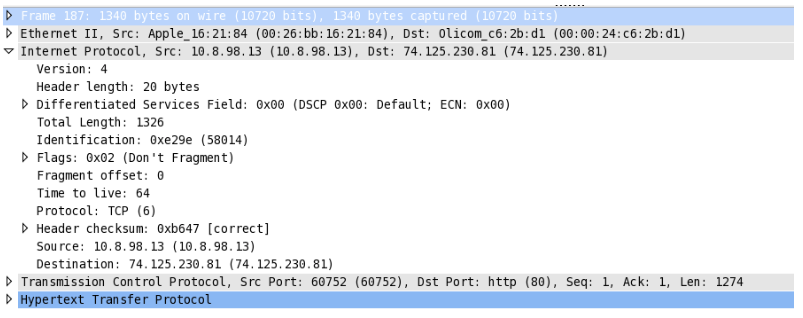 Frame 187: 1340 bytes on wire (10720 bits), 1340 bytes captured (10720 bits)
Ethernet II, Src: Apple_16:21:84 (00:26:bb:16:21:84), Dst: Olicom_c6:2b:d1 (00:00:24:c6:2b:d1)
Internet Protocol, Src: 10.8.98.13 (10.8.98.13), Dst: 74.125.230.81 (74.125.230.81)
Version: 4
Header length: 20 bytes
Differentiated Services Field: 0x00 (DSCP 0x00: Default; ECN: 0x00)
Total Length: 1326
Identification: 0xe29e (58014)
Flags: 0x02 (Don't Fragment)
Fragment offset: 0
Time to live: 64
Protocol: TCP (6)
Header checksum: 0xb647 [correct]
Source: 10.8.98.13 (10.8.98.13)
Destination: 74.125.230.81 (74.125.230.81)
Transmission Control Protocol, Src Port: 60752 (60752), Dst Port: http (80), Seq: 1, Ack: 1, Len: 1274
Hypertext Transfer Protocol